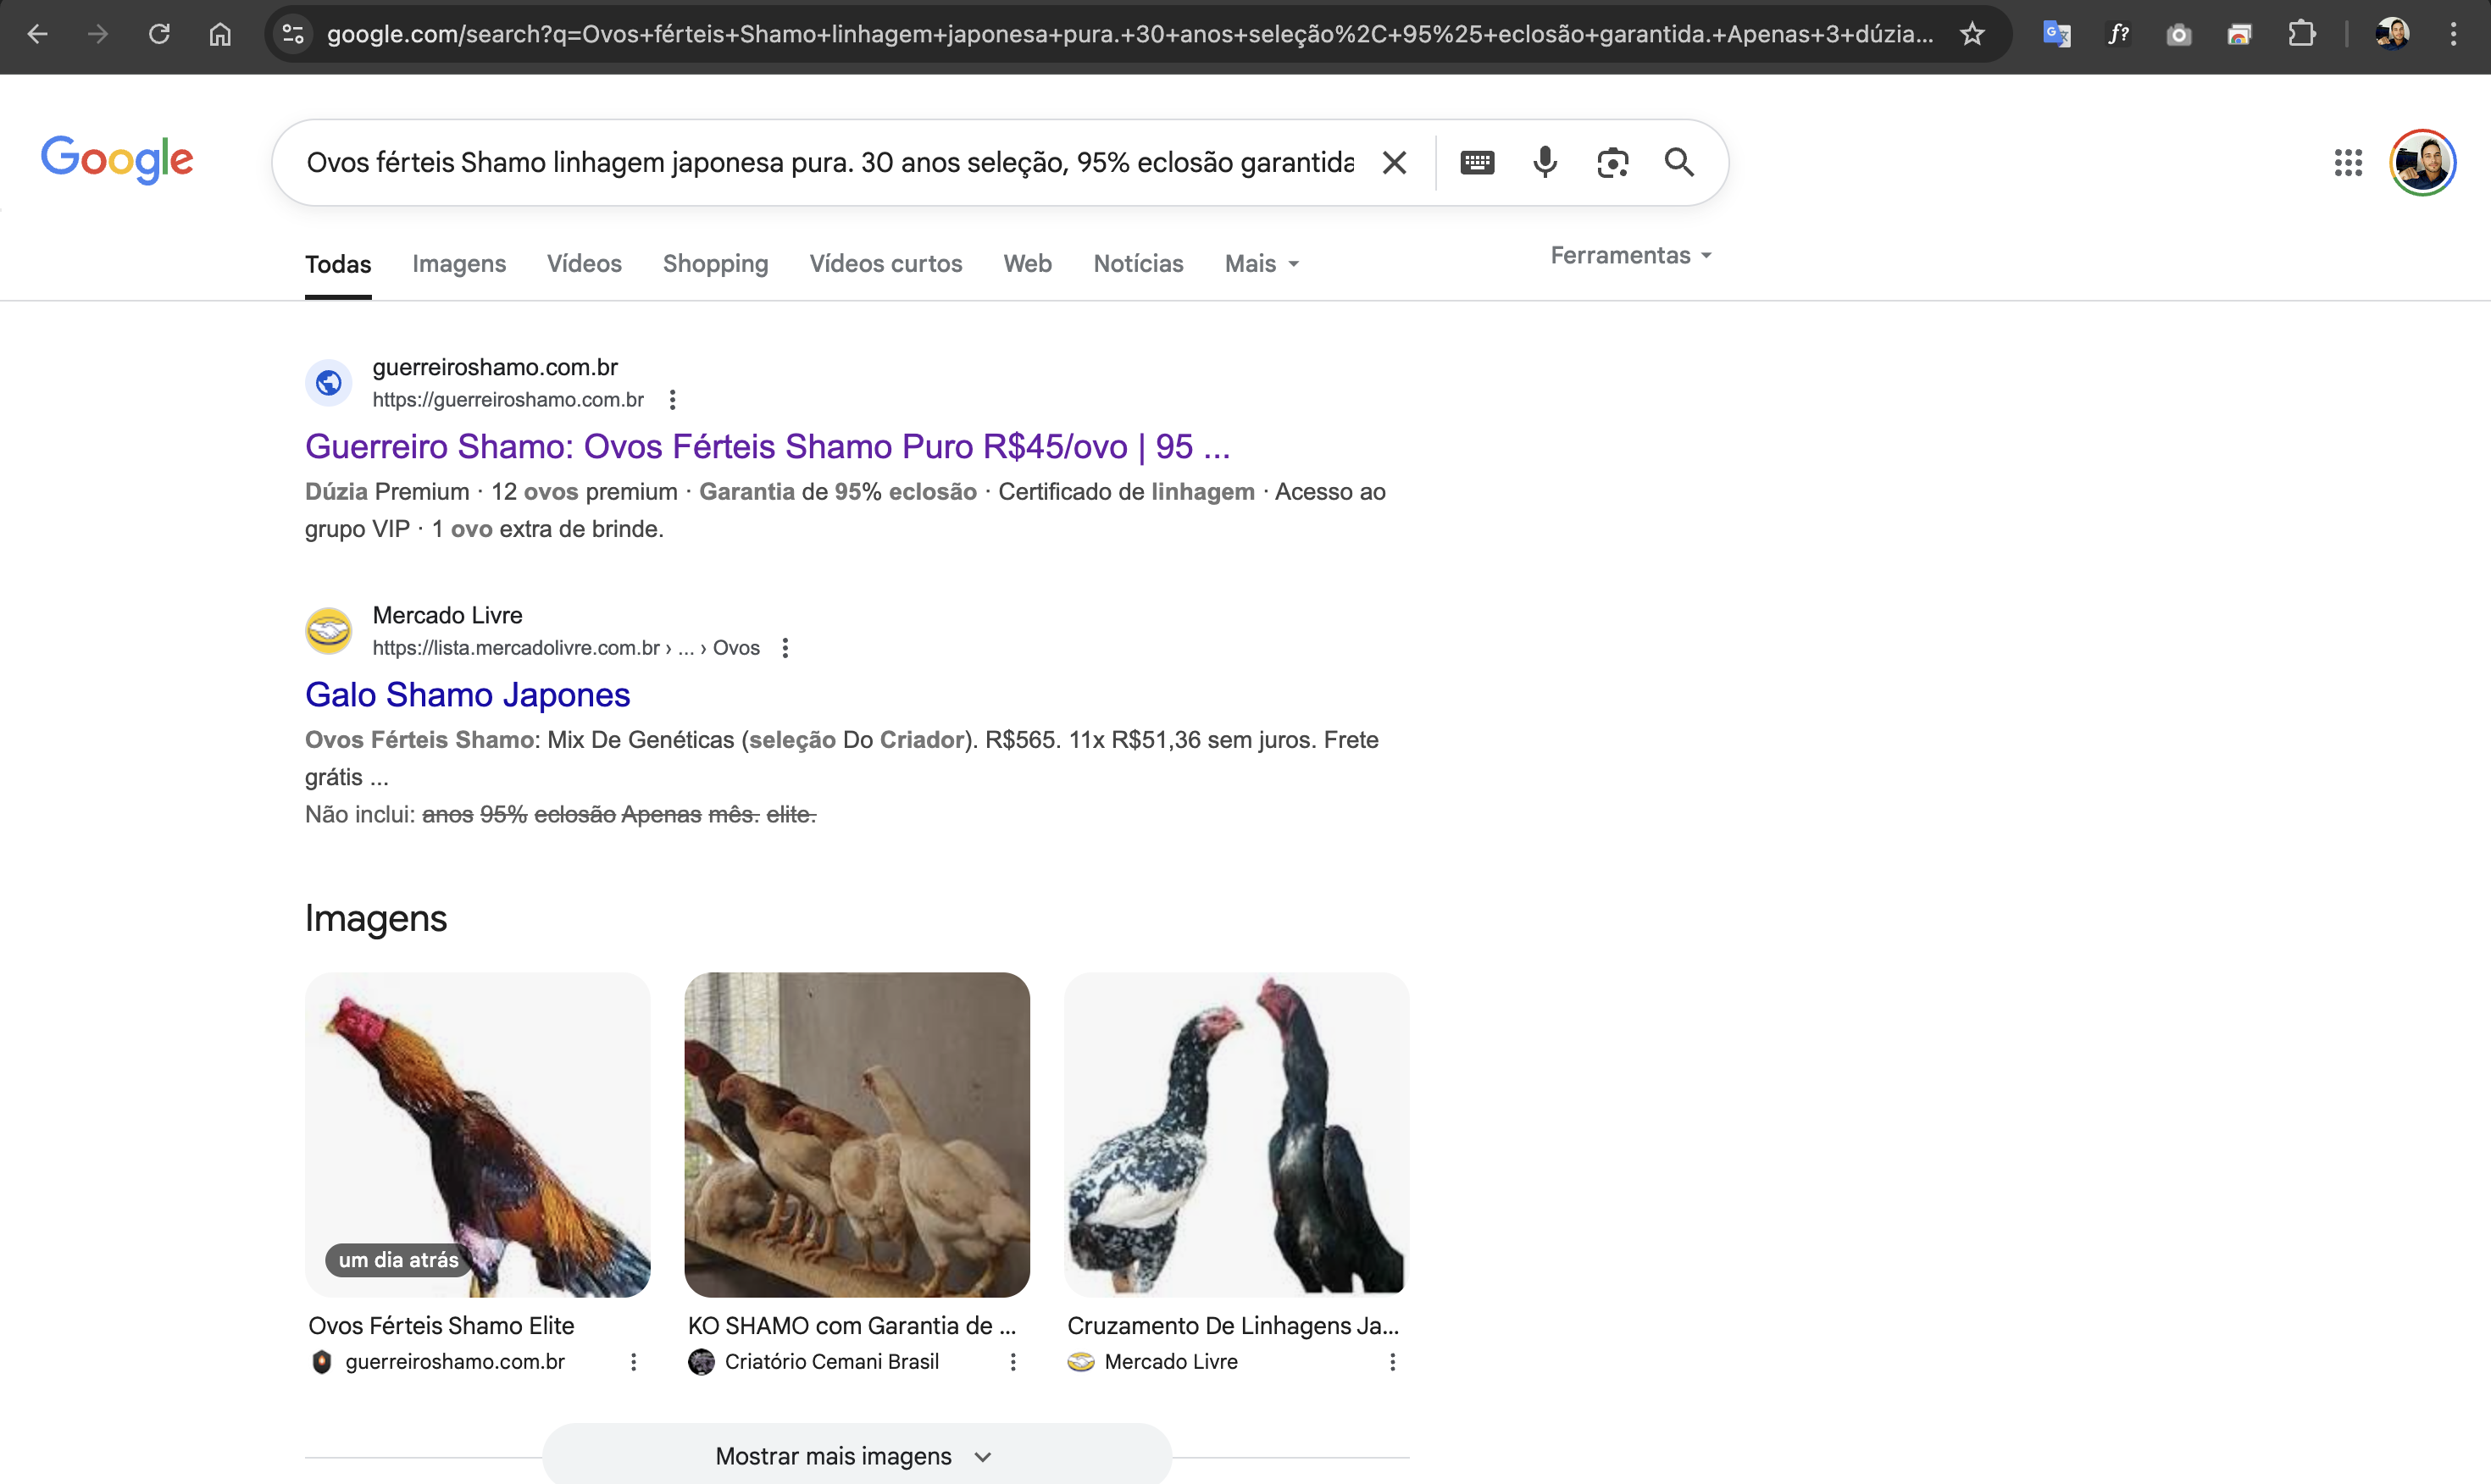 google.com/search?q=Ovos+férteis+Shamo+linhagem+japonesa+pura.+30+anos+seleção%2C+95%25+eclosão+garantida.+Apenas+3+dúzia...
Google
Ovos férteis Shamo linhagem japonesa pura. 30 anos seleção, 95% eclosão garantida
Todas Imagens Vídeos Shopping Vídeos curtos Web Notícias Mais Ferramentas
guerreiroshamo.com.br
https://guerreiroshamo.com.br
Guerreiro Shamo: Ovos Férteis Shamo Puro R$45/ovo | 95 ...
Dúzia Premium · 12 ovos premium · Garantia de 95% eclosão · Certificado de linhagem · Acesso ao
grupo VIP · 1 ovo extra de brinde.
Mercado Livre
https://lista.mercadolivre.com.br › ... › Ovos
Galo Shamo Japones
Ovos Férteis Shamo: Mix De Genéticas (seleção Do Criador). R$565. 11x R$51,36 sem juros. Frete
grátis ...
Não inclui: anos 95% eclosão Apenas mês. elite.
Imagens
um dia atrás
Ovos Férteis Shamo Elite
guerreiroshamo.com.br
KO SHAMO com Garantia de ...
Criatório Cemani Brasil
Cruzamento De Linhagens Ja...
Mercado Livre
Mostrar mais imagens